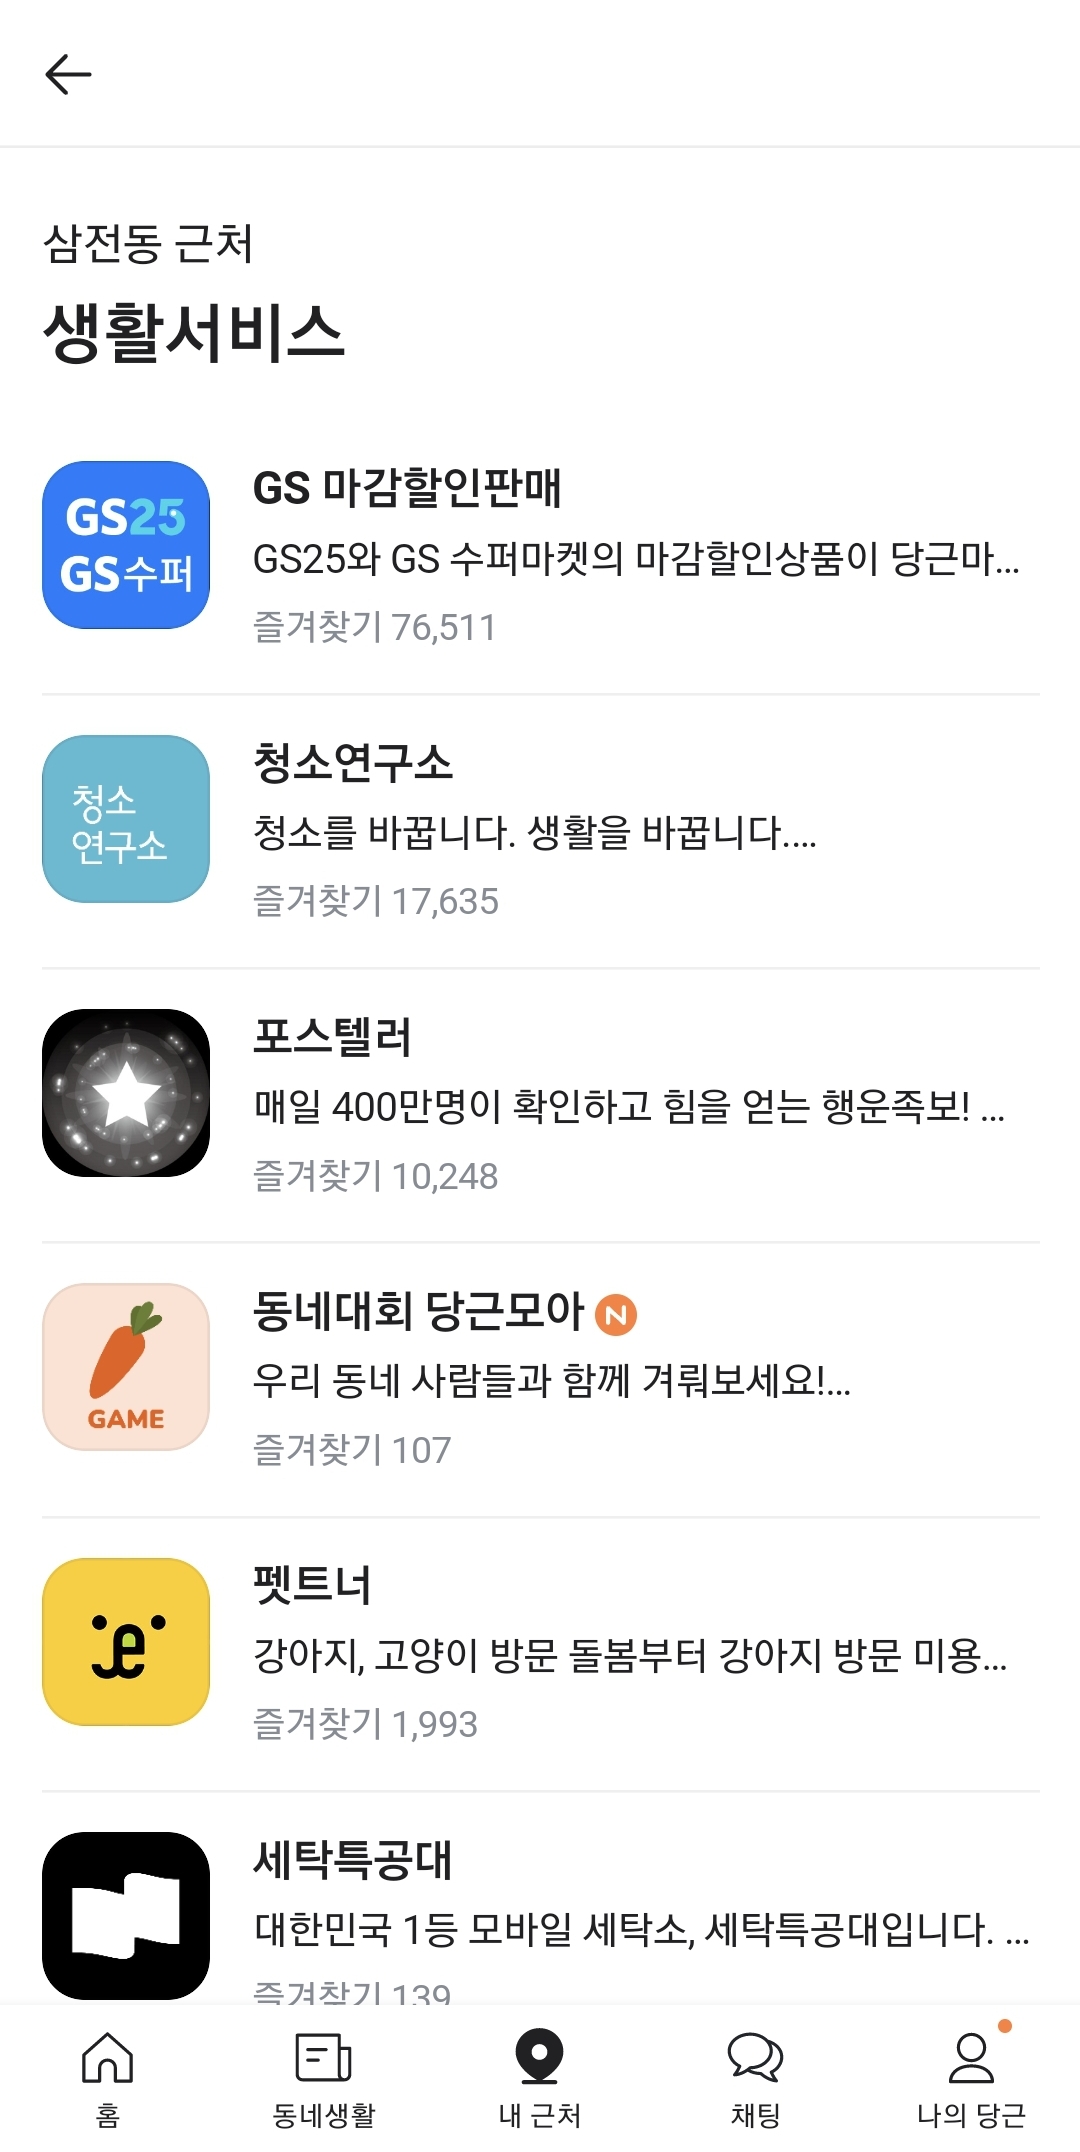 삼전동 근처
생활서비스
GS25
GS수퍼
GS 마감할인판매
GS25와 GS 수퍼마켓의 마감할인상품이 당근마...
즐겨찾기 76,511
청소
연구소
청소연구소
청소를 바꿉니다. 생활을 바꿉니다....
즐겨찾기 17,635
포스텔러
매일 400만명이 확인하고 힘을 얻는 행운족보! ...
즐겨찾기 10,248
GAME
동네대회 당근모아 N
우리 동네 사람들과 함께 겨뤄보세요!...
즐겨찾기 107
펫트너
강아지, 고양이 방문 돌봄부터 강아지 방문 미용...
즐겨찾기 1,993
세탁특공대
대한민국 1등 모바일 세탁소, 세탁특공대입니다. ...
즐겨찾기 139
홈 동네생활 내 근처 채팅 나의 당근